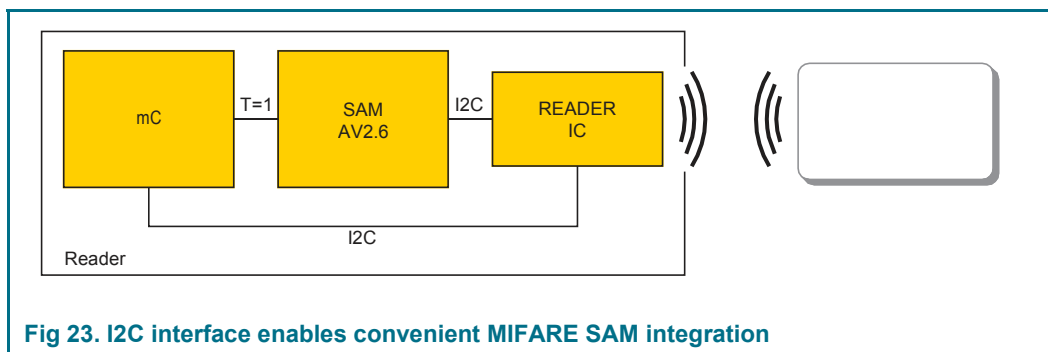 mC
T=1
SAM
AV2.6
I2C
READER
IC
I2C
Reader
Fig 23. I2C interface enables convenient MIFARE SAM integration